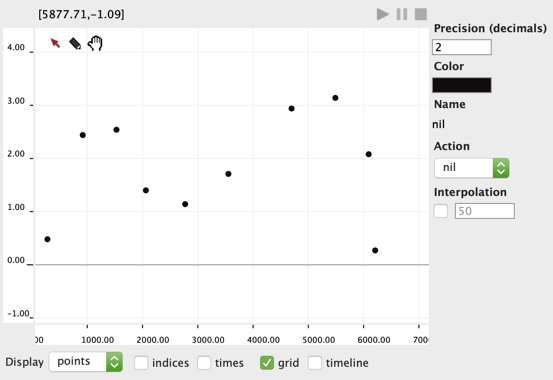 [5877.71,-1.09]
Precision (decimals)
2
Color
Name
nil
Action
nil
Interpolation
50
4.00
3.00
2.00
1.00
0.00
-1.00
00 1000.00 2000.00 3000.00 4000.00 5000.00 6000.00 700
Display points indices times grid timeline